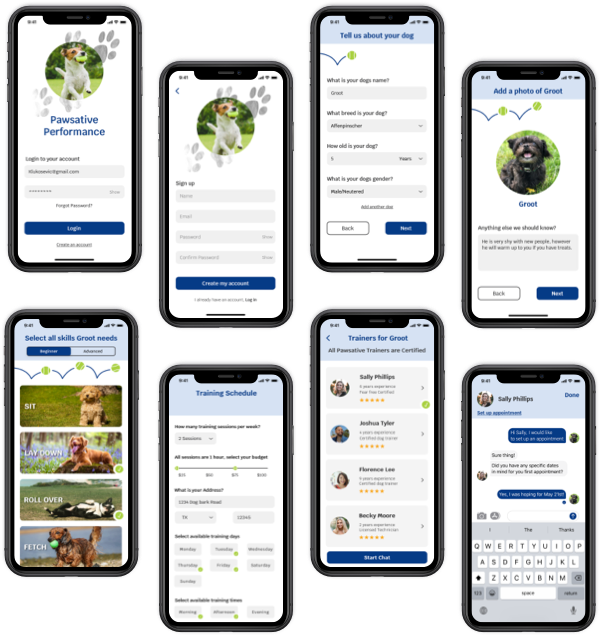 9:41
Pawsative
Performance
Login to your account
Klukosevic@gmail.com
Show
Forgot Password?
Login
Create an account
9:41
Sign up
Name
Email
Password
Show
Confirm Password
Show
Create my account
I already have an account. Log in
9:41
Tell us about your dog
What is your dogs name?
Groot
What breed is your dog?
Affenpinscher
How old is your dog?
5 Years
What is your dogs gender?
Male/Neutered
Add another dog
Back Next
9:41
Add a photo of Groot
Groot
Anything else we should know?
He is very shy with new people, however
he will warm up to you if you have treats.
Back Next
9:41
Select all skills Groot needs
Beginner Advanced
SIT
LAY DOWN
ROLL OVER
FETCH
9:41
Training Schedule
How many training sessions per week?
2 Sessions
All sessions are 1 hour, select your budget
$25 $50 $75 $100
What is your Address?
1234 Dog bark Road
TX 12345
Select available training days
Monday Tuesday Wednesday
Thursday Friday Saturday
Sunday
Select available training times
Morning Afternoon Evening
9:41
Trainers for Groot
All Pawsative Trainers are Certified
Sally Phillips
6 years experience
Fear free Certified
Joshua Tyler
4 years experience
Certified dog trainer
Florence Lee
9 years experience
Certified dog trainer
Becky Moore
2 years experience
Licensed Technician
Start Chat
9:41
Sally Phillips
Done
Set up appointment
Hi Sally, I would like
to set up an appointment
Sure thing!
Did you have any specific dates
in mind for you first appointment?
Yes, I was hoping for May 21st!
I The Thanks
Q W E R T Y U I O P
A S D F G H J K L
Z X C V B N M
123 space return